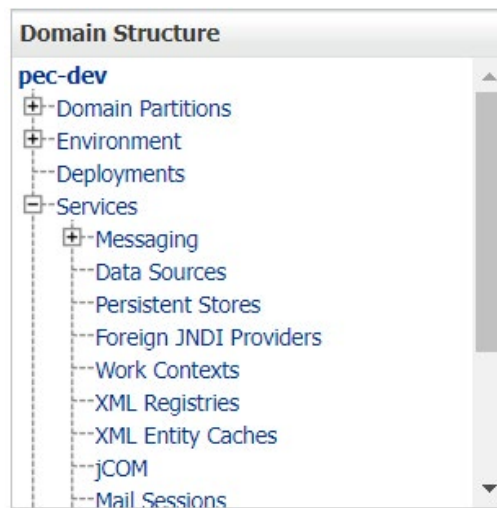 Domain Structure
pec-dev
Domain Partitions
Environment
Deployments
Services
Messaging
Data Sources
Persistent Stores
Foreign JNDI Providers
Work Contexts
XML Registries
XML Entity Caches
jCOM
Mail Sessions